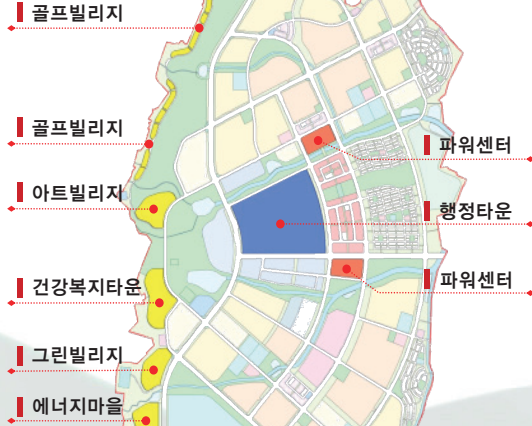 골프빌리지
골프빌리지
아트빌리지
건강복지타운
그린빌리지
에너지마을
파워센터
행정타운
파워센터